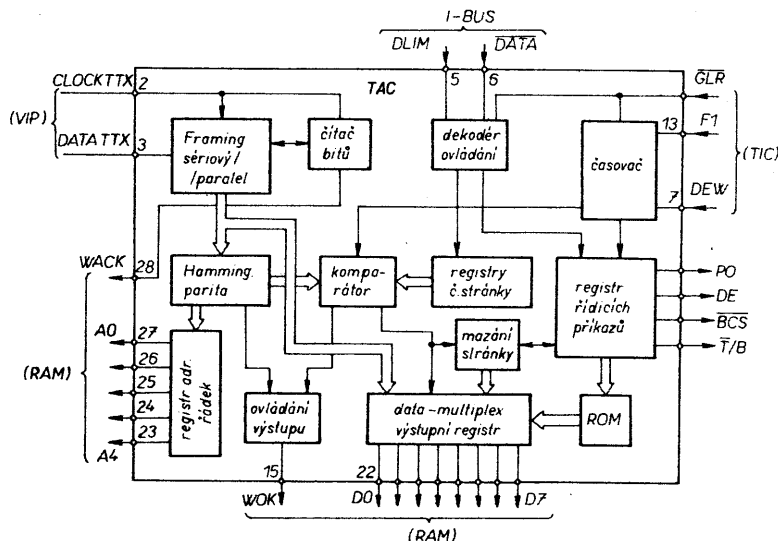 I-BUS
DLIM
DATA
5
6
TAC
CLOCKTTX
2
(VIP)
DATATTX
3
GLR
13
F1
(TIC)
DEW
7
Framing
sériový/
/paralel
čítač
bitů
dekodér
ovládání
časovač
WACK
28
Hamming.
parita
kompa-
rátor
registry
č.stránky
registr
řídicích
příkazů
PO
DE
BCS
T/B
A0
27
26
25
24
23
A4
(RAM)
registr adr.
řádek
mazání
stránky
ovládání
výstupu
data-multiplex
výstupní registr
ROM
15
22
WOK
D0
D7
(RAM)